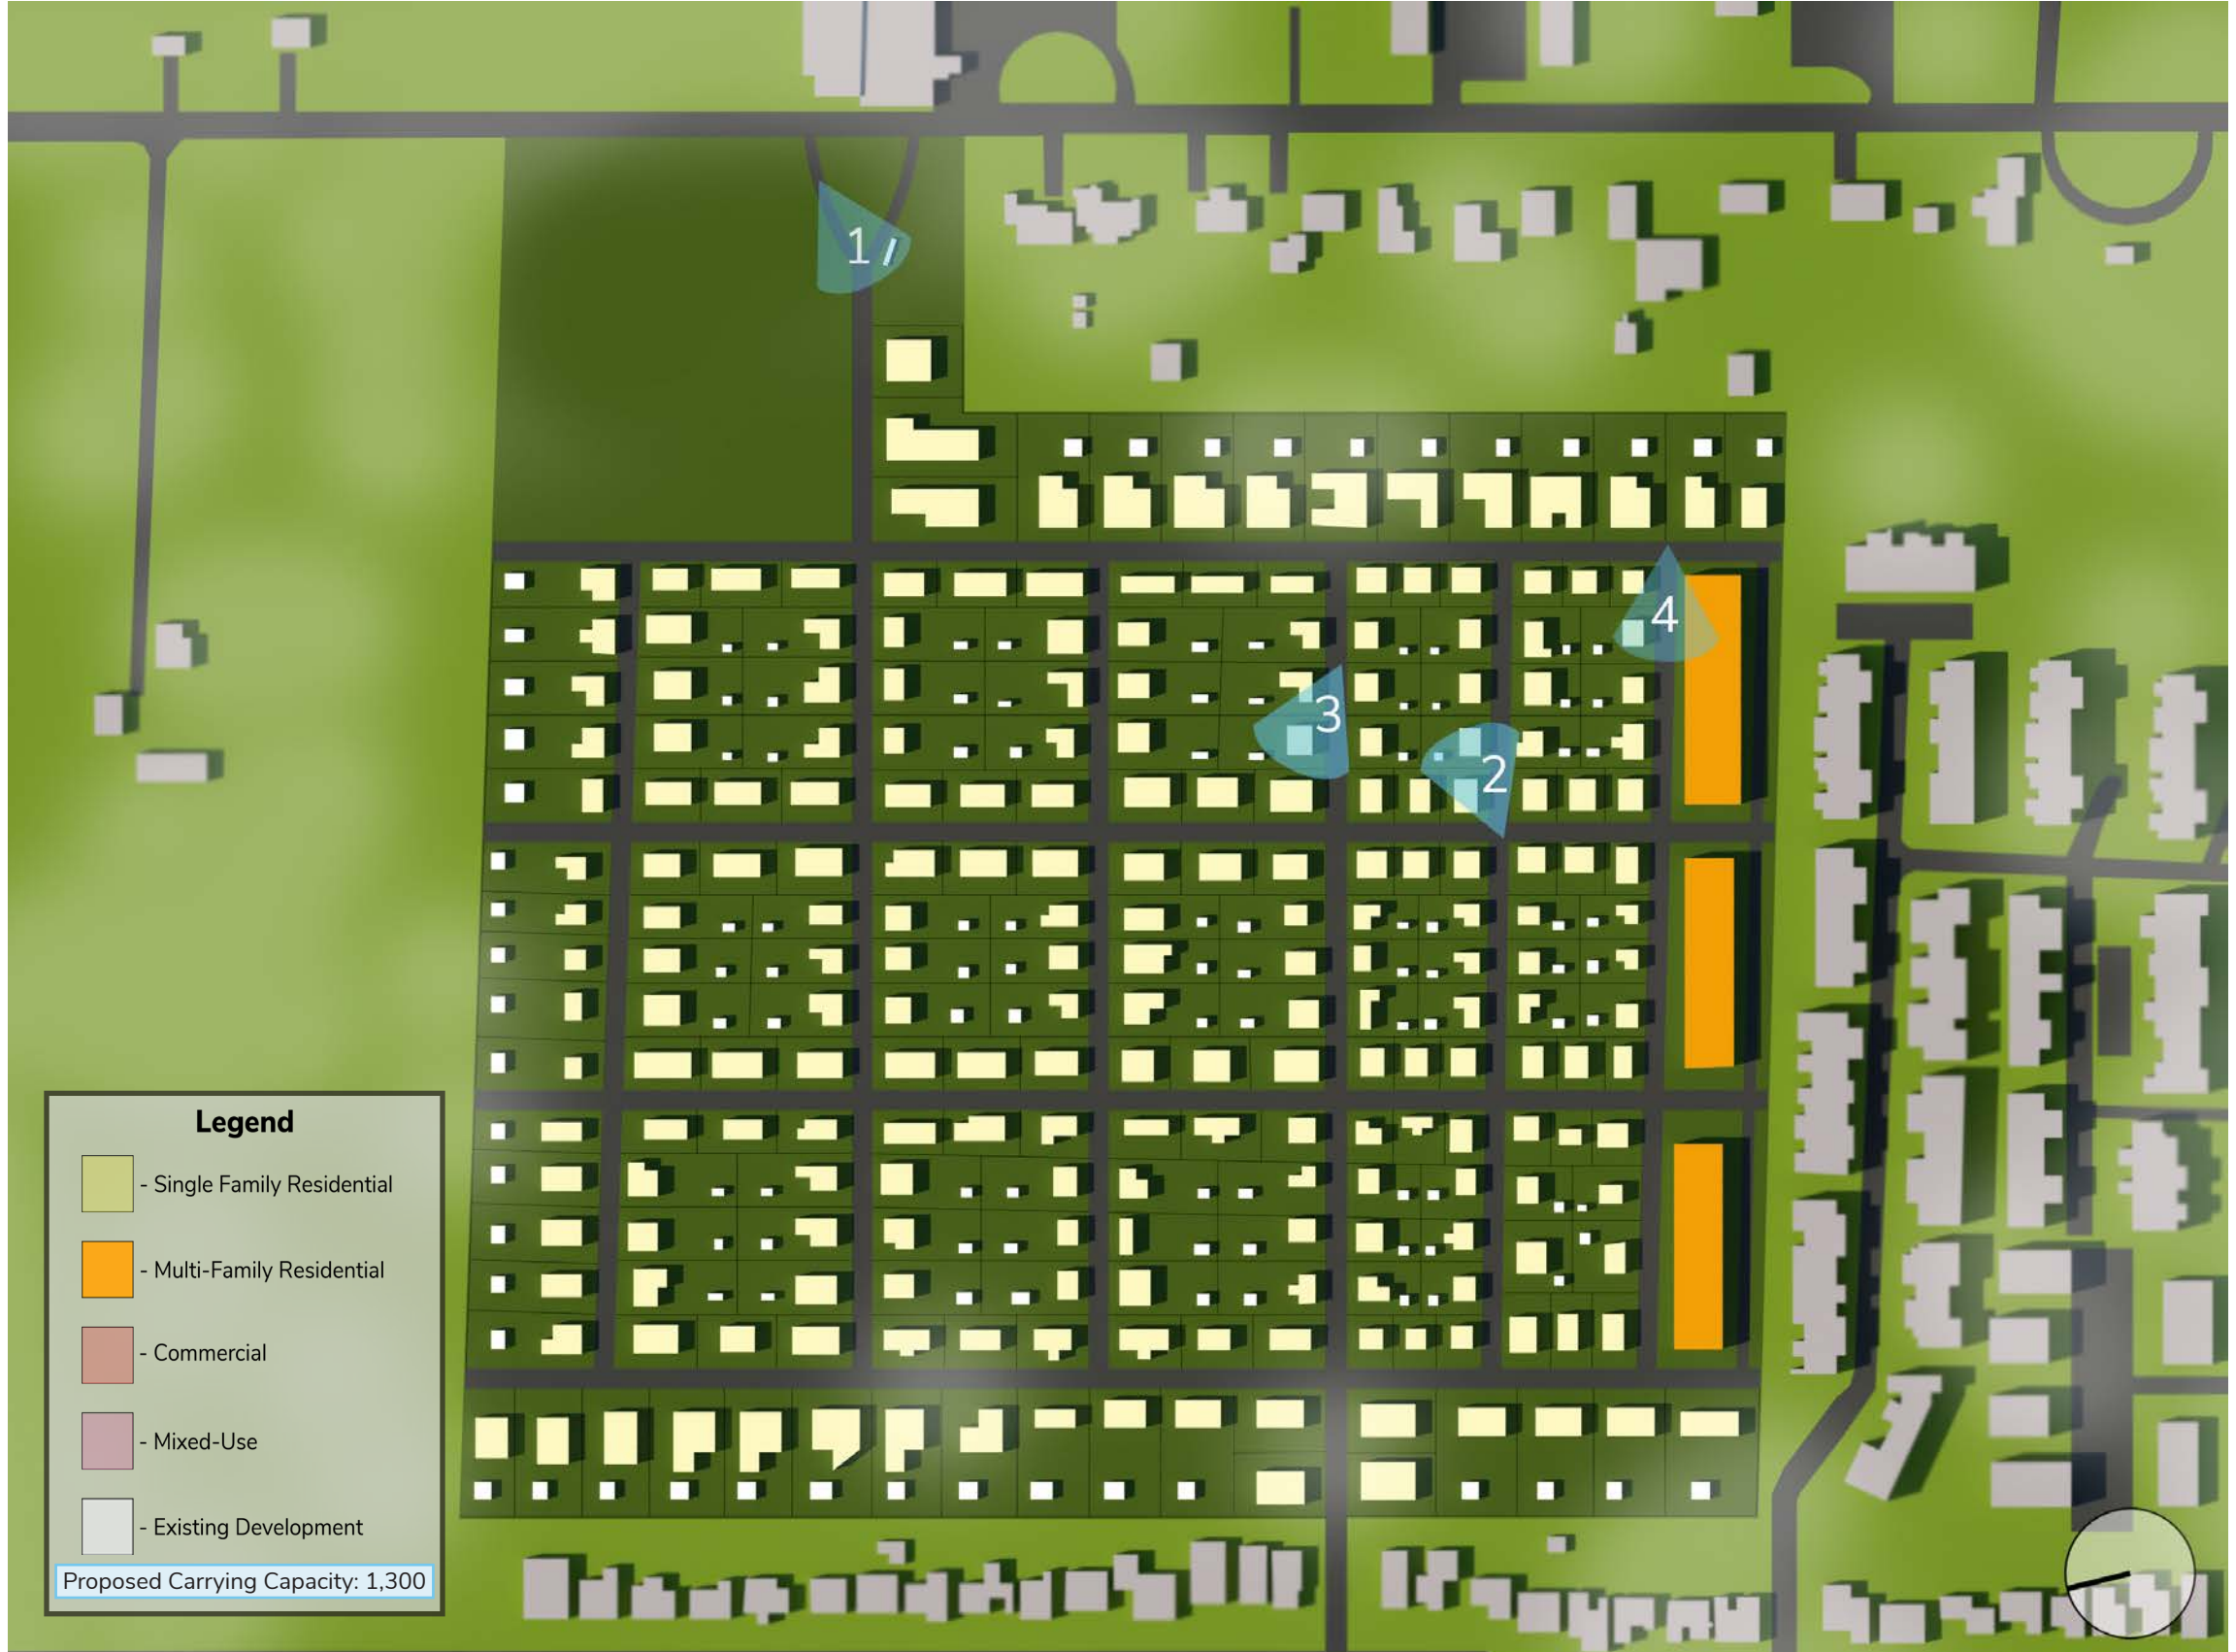 1
4
3
2
Legend
- Single Family Residential
- Multi-Family Residential
- Commercial
- Mixed-Use
- Existing Development
Proposed Carrying Capacity: 1,300